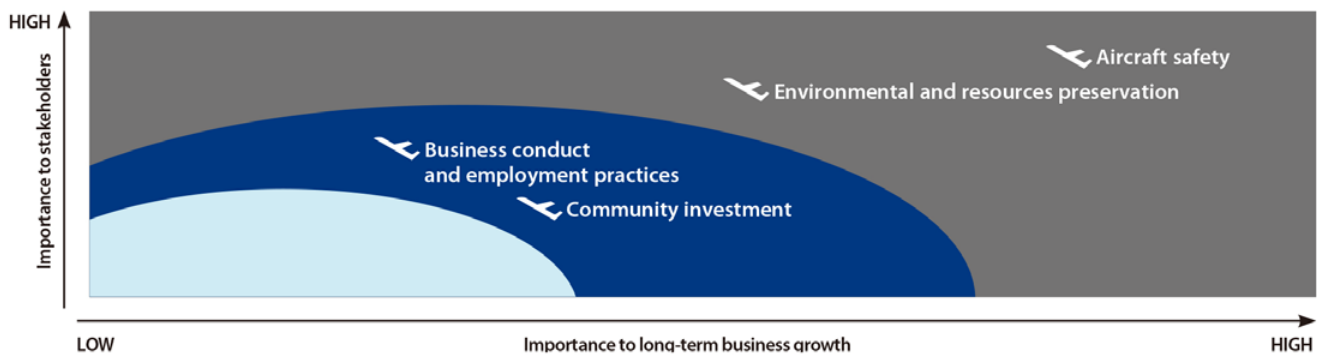 HIGH
Importance to stakeholders
Aircraft safety
Environmental and resources preservation
Business conduct
and employment practices
Community investment
LOW
Importance to long-term business growth
HIGH